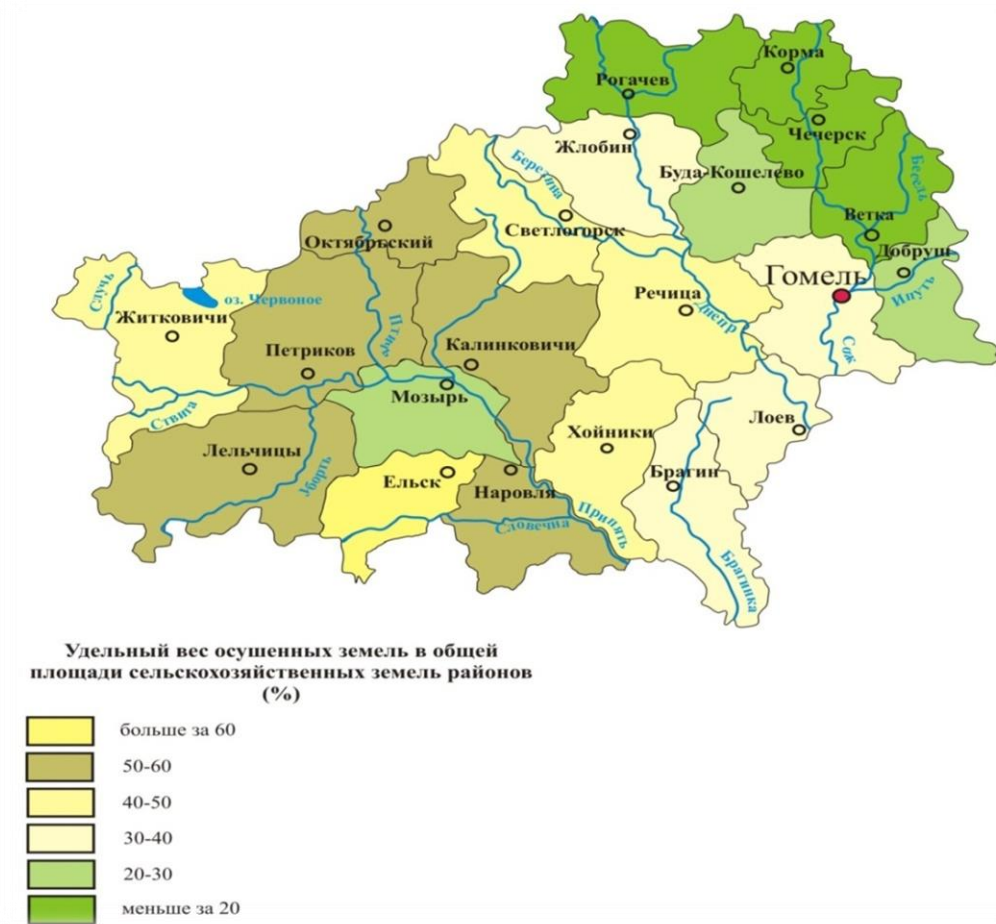 Корма
Рогачев
Чечерск
Жлобин
Березина
Буда-Кошелево
Бесель
Ветка
Светлогорск
Октябрьский
Добруш
Гомель
Ипуть
Случь
оз. Червоное
Житковичи
Речица
Днепр
Птичь
Сож
Калинковичи
Петриков
Мозырь
Ствига
Лоев
Хойники
Лельчицы
Брагин
Уборть
Ельск
Наровля
Припять
Словечна
Брагинка
Удельный вес осушенных земель в общей
площади сельскохозяйственных земель районов
(%)
больше за 60
50-60
40-50
30-40
20-30
меньше за 20